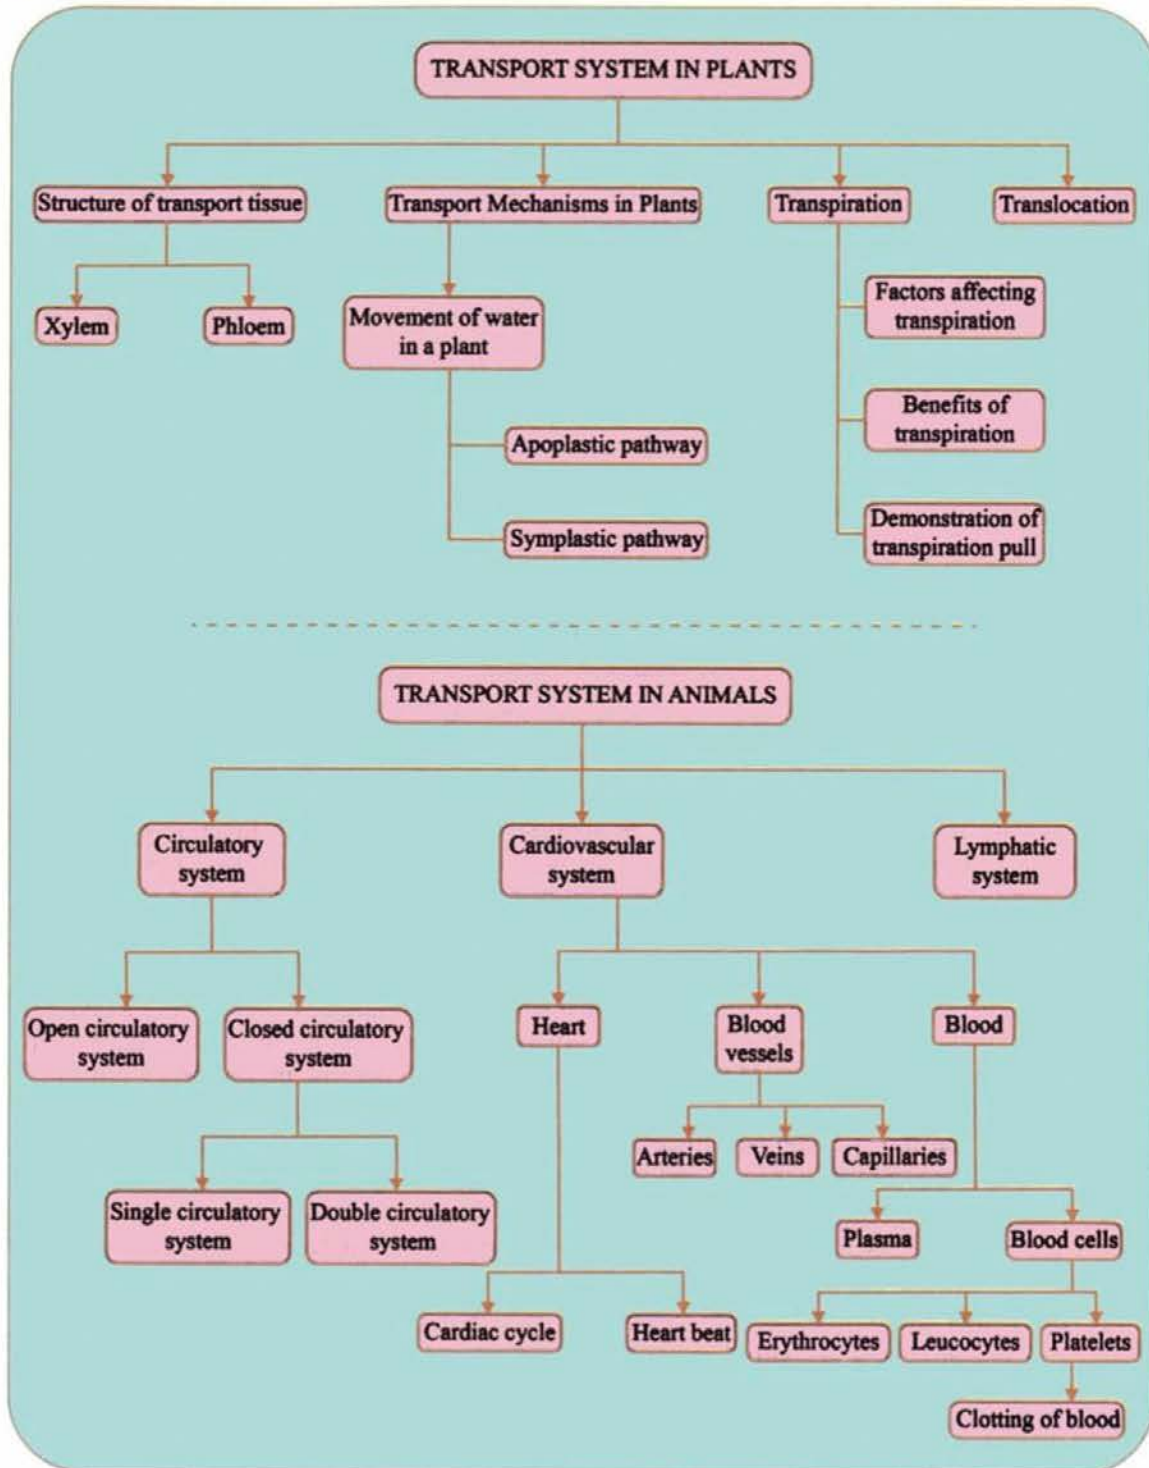 TRANSPORT SYSTEM IN PLANTS
Structure of transport tissue
Transport Mechanisms in Plants
Transpiration
Translocation
Xylem
Phloem
Movement of water
in a plant
Factors affecting
transpiration
Benefits of
transpiration
Apoplastic pathway
Symplastic pathway
Demonstration of
transpiration pull
TRANSPORT SYSTEM IN ANIMALS
Circulatory
system
Cardiovascular
system
Lymphatic
system
Open circulatory
system
Closed circulatory
system
Heart
Blood
vessels
Blood
Arteries
Veins
Capillaries
Single circulatory
system
Double circulatory
system
Plasma
Blood cells
Cardiac cycle
Heart beat
Erythrocytes
Leucocytes
Platelets
Clotting of blood